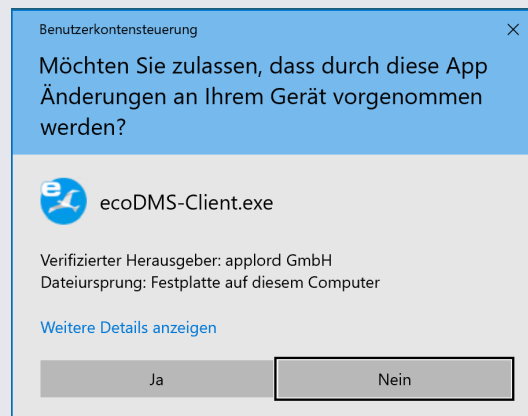 Benutzerkontensteuerung
Möchten Sie zulassen, dass durch diese App
Änderungen an Ihrem Gerät vorgenommen
werden?
e
ecoDMS-Client.exe
Verifizierter Herausgeber: applord GmbH
Dateiursprung: Festplatte auf diesem Computer
Weitere Details anzeigen
Ja
Nein